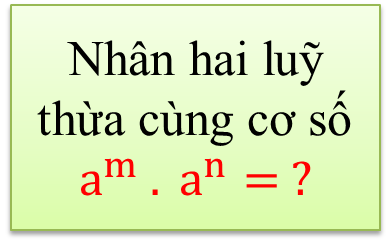 Nhân hai luỹ
thừa cùng cơ số
aᵐ . aⁿ = ?